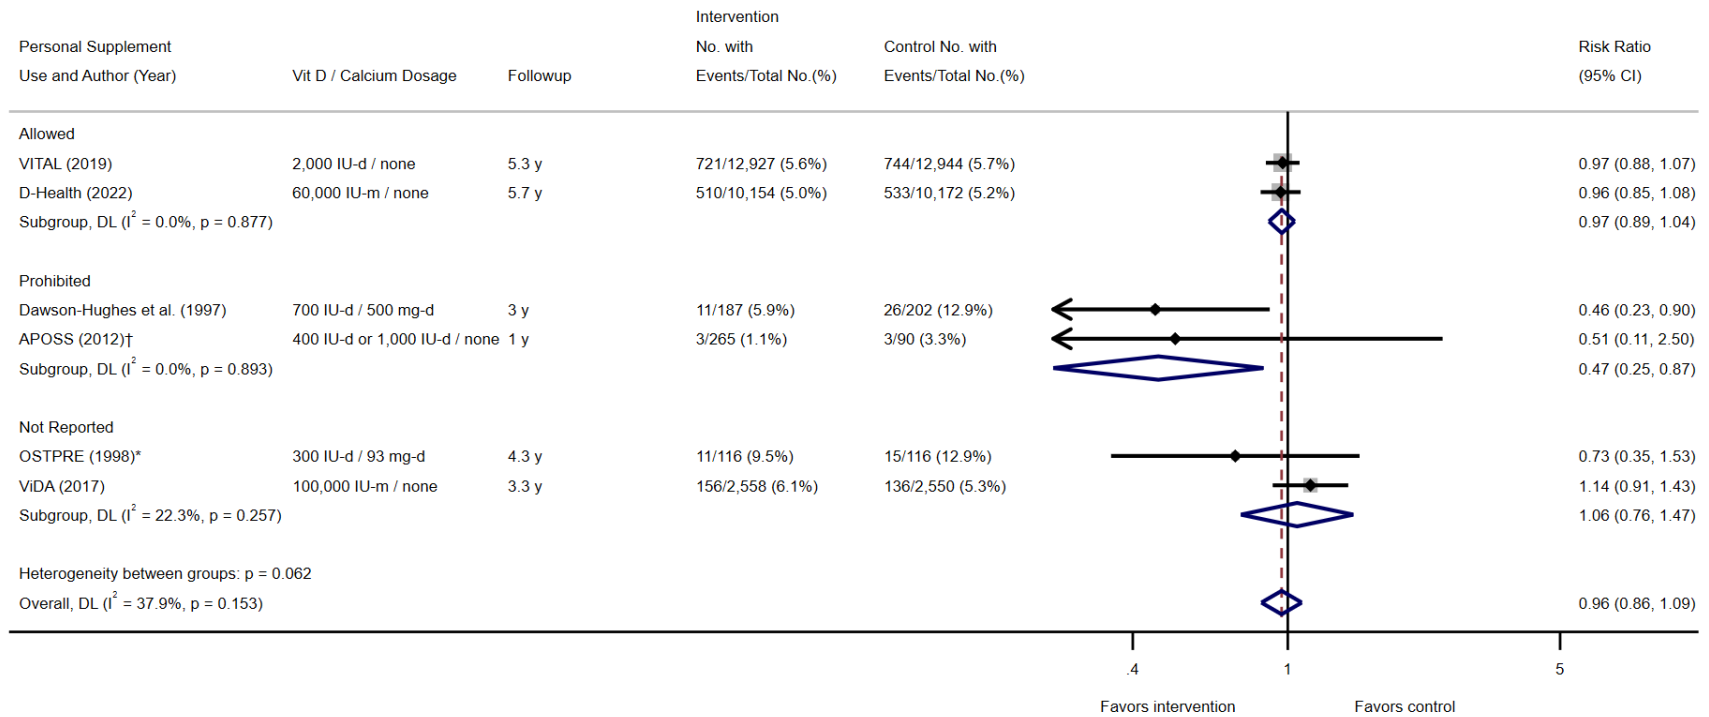 Intervention
Personal Supplement No. with Control No. with Risk Ratio
Use and Author (Year) Vit D / Calcium Dosage Followup Events/Total No.(%) Events/Total No.(%) (95% CI)
Allowed
VITAL (2019) 2,000 IU-d / none 5.3 y 721/12,927 (5.6%) 744/12,944 (5.7%) 0.97 (0.88, 1.07)
D-Health (2022) 60,000 IU-m / none 5.7 y 510/10,154 (5.0%) 533/10,172 (5.2%) 0.96 (0.85, 1.08)
Subgroup, DL (I² = 0.0%, p = 0.877) 0.97 (0.89, 1.04)
Prohibited
Dawson-Hughes et al. (1997) 700 IU-d / 500 mg-d 3 y 11/187 (5.9%) 26/202 (12.9%) 0.46 (0.23, 0.90)
APOSS (2012)† 400 IU-d or 1,000 IU-d / none 1 y 3/265 (1.1%) 3/90 (3.3%) 0.51 (0.11, 2.50)
Subgroup, DL (I² = 0.0%, p = 0.893) 0.47 (0.25, 0.87)
Not Reported
OSTPRE (1998)* 300 IU-d / 93 mg-d 4.3 y 11/116 (9.5%) 15/116 (12.9%) 0.73 (0.35, 1.53)
ViDA (2017) 100,000 IU-m / none 3.3 y 156/2,558 (6.1%) 136/2,550 (5.3%) 1.14 (0.91, 1.43)
Subgroup, DL (I² = 22.3%, p = 0.257) 1.06 (0.76, 1.47)
Heterogeneity between groups: p = 0.062
Overall, DL (I² = 37.9%, p = 0.153) 0.96 (0.86, 1.09)
.4 1 5
Favors intervention Favors control